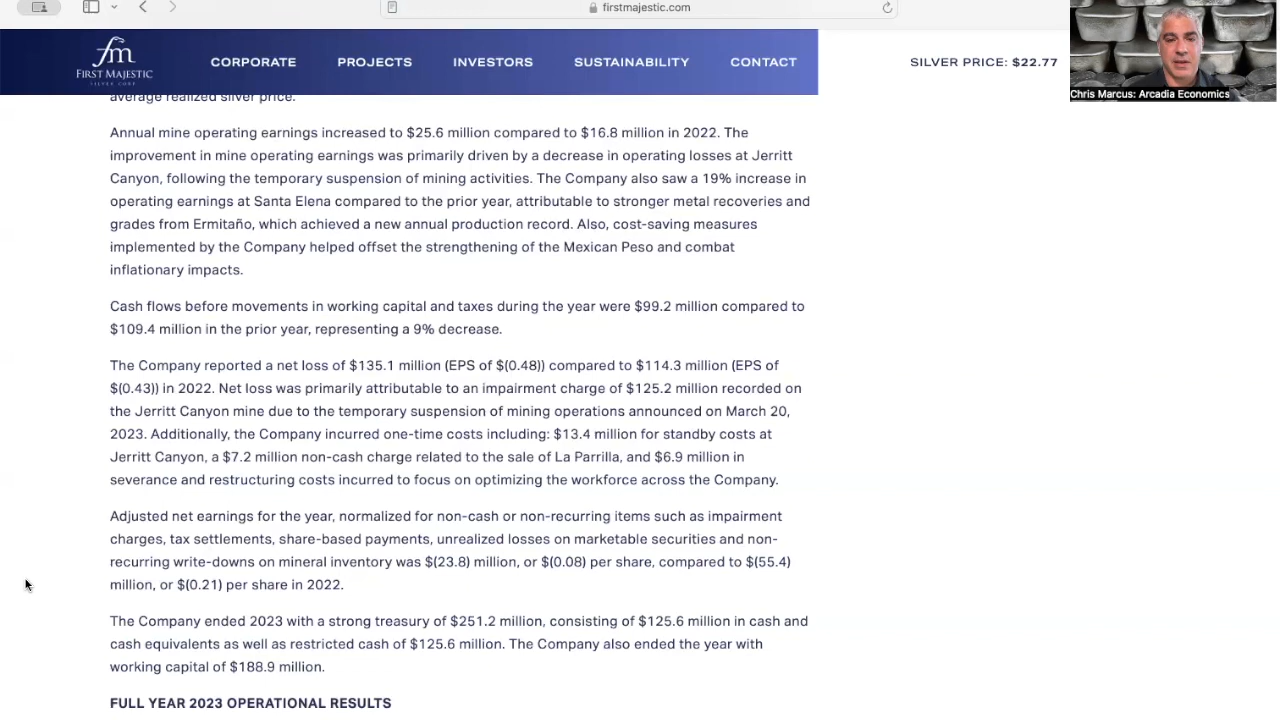 firstmajestic.com
fm
FIRST MAJESTIC
SILVER CORP
CORPORATE PROJECTS INVESTORS SUSTAINABILITY CONTACT
SILVER PRICE: $22.77
Chris Marcus: Arcadia Economics
average realized silver price.
Annual mine operating earnings increased to $25.6 million compared to $16.8 million in 2022. The
improvement in mine operating earnings was primarily driven by a decrease in operating losses at Jerritt
Canyon, following the temporary suspension of mining activities. The Company also saw a 19% increase in
operating earnings at Santa Elena compared to the prior year, attributable to stronger metal recoveries and
grades from Ermitaño, which achieved a new annual production record. Also, cost-saving measures
implemented by the Company helped offset the strengthening of the Mexican Peso and combat
inflationary impacts.
Cash flows before movements in working capital and taxes during the year were $99.2 million compared to
$109.4 million in the prior year, representing a 9% decrease.
The Company reported a net loss of $135.1 million (EPS of $(0.48)) compared to $114.3 million (EPS of
$(0.43)) in 2022. Net loss was primarily attributable to an impairment charge of $125.2 million recorded on
the Jerritt Canyon mine due to the temporary suspension of mining operations announced on March 20,
2023. Additionally, the Company incurred one-time costs including: $13.4 million for standby costs at
Jerritt Canyon, a $7.2 million non-cash charge related to the sale of La Parrilla, and $6.9 million in
severance and restructuring costs incurred to focus on optimizing the workforce across the Company.
Adjusted net earnings for the year, normalized for non-cash or non-recurring items such as impairment
charges, tax settlements, share-based payments, unrealized losses on marketable securities and non-
recurring write-downs on mineral inventory was $(23.8) million, or $(0.08) per share, compared to $(55.4)
million, or $(0.21) per share in 2022.
The Company ended 2023 with a strong treasury of $251.2 million, consisting of $125.6 million in cash and
cash equivalents as well as restricted cash of $125.6 million. The Company also ended the year with
working capital of $188.9 million.
FULL YEAR 2023 OPERATIONAL RESULTS